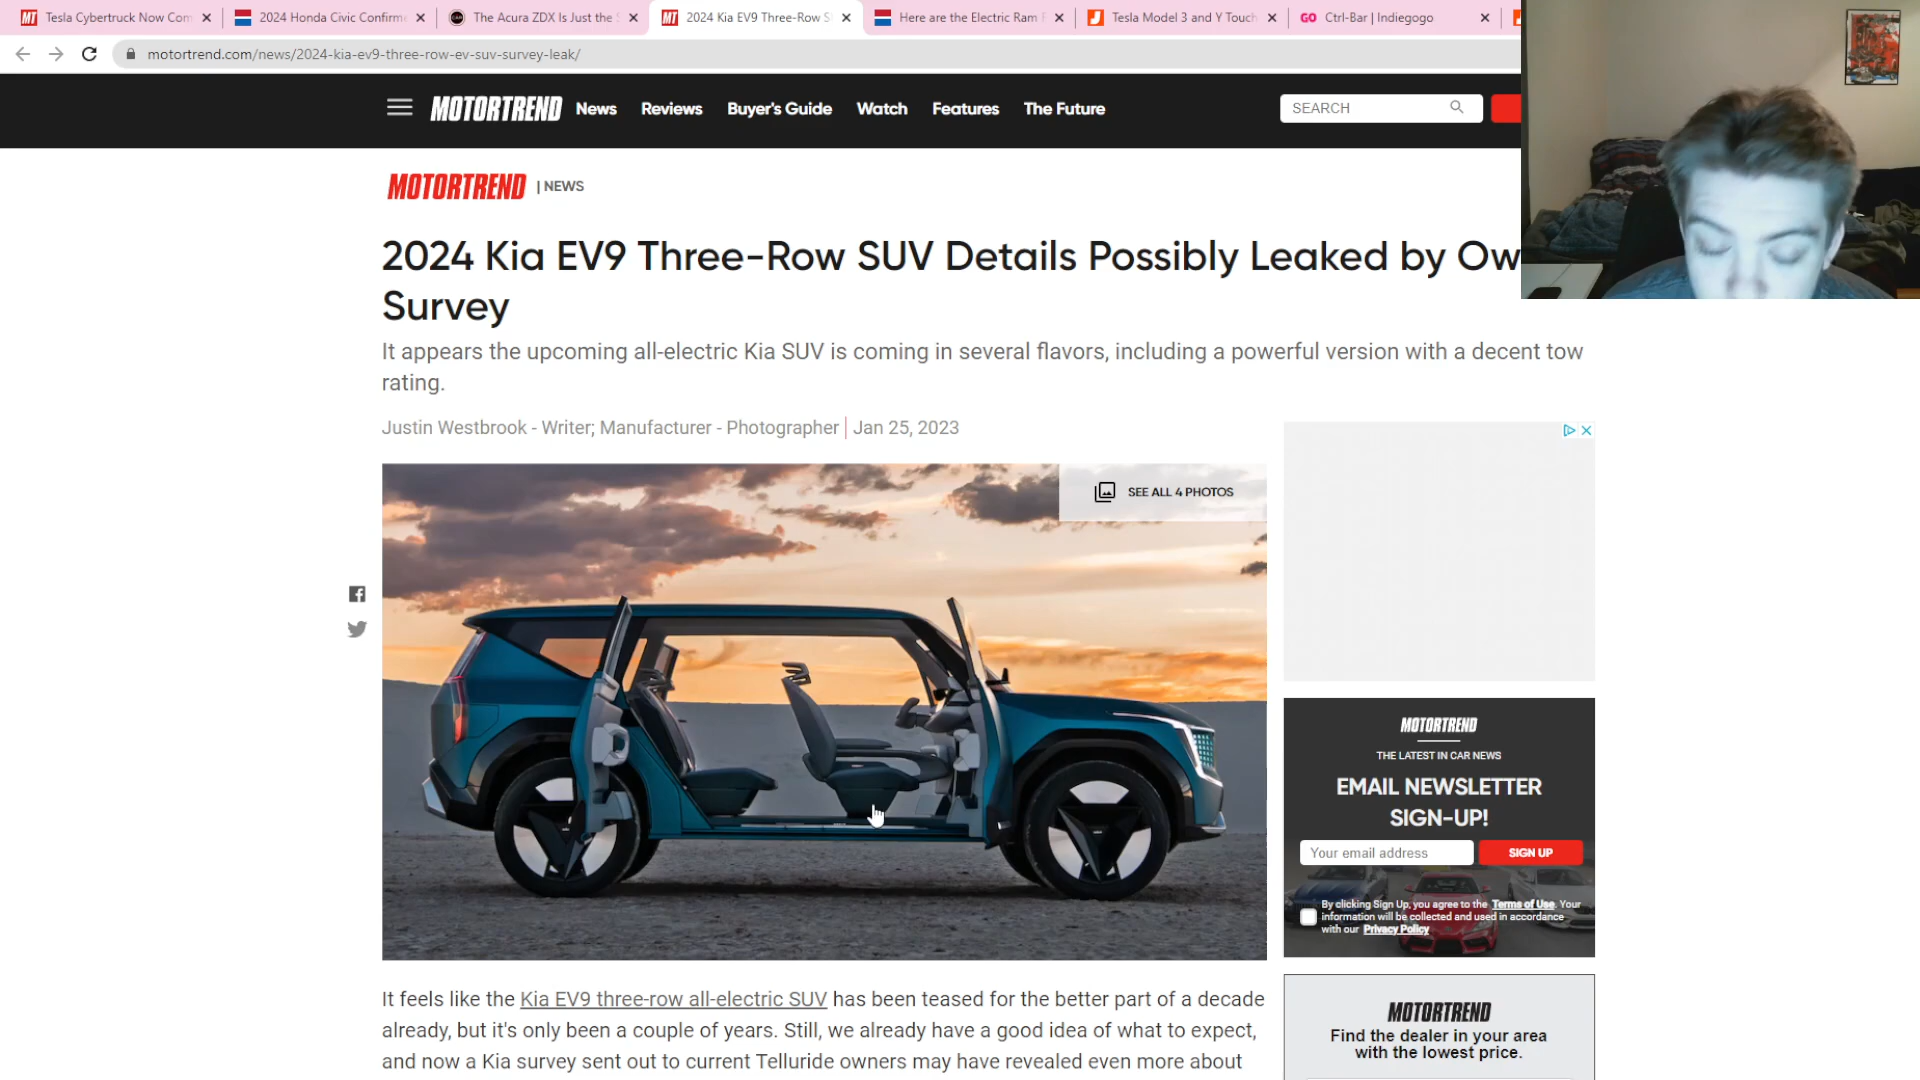 MT Tesla Cybertruck Now Com
2024 Honda Civic Confirme
The Acura ZDX Is Just the S
MT 2024 Kia EV9 Three-Row S
Here are the Electric Ram
Tesla Model 3 and Y Touch
GO Ctrl-Bar | Indiegogo
motortrend.com/news/2024-kia-ev9-three-row-ev-suv-survey-leak/
MOTORTREND News Reviews Buyer's Guide Watch Features The Future
SEARCH
MOTORTREND | NEWS
2024 Kia EV9 Three-Row SUV Details Possibly Leaked by Ow
Survey
It appears the upcoming all-electric Kia SUV is coming in several flavors, including a powerful version with a decent tow
rating.
Justin Westbrook - Writer; Manufacturer - Photographer | Jan 25, 2023
SEE ALL 4 PHOTOS
It feels like the Kia EV9 three-row all-electric SUV has been teased for the better part of a decade
already, but it's only been a couple of years. Still, we already have a good idea of what to expect,
and now a Kia survey sent out to current Telluride owners may have revealed even more about
MOTORTREND
THE LATEST IN CAR NEWS
EMAIL NEWSLETTER
SIGN-UP!
Your email address
SIGN UP
By clicking Sign Up, you agree to the Terms of Use. Your
information will be collected and used in accordance
with our Privacy Policy
MOTORTREND
Find the dealer in your area
with the lowest price.